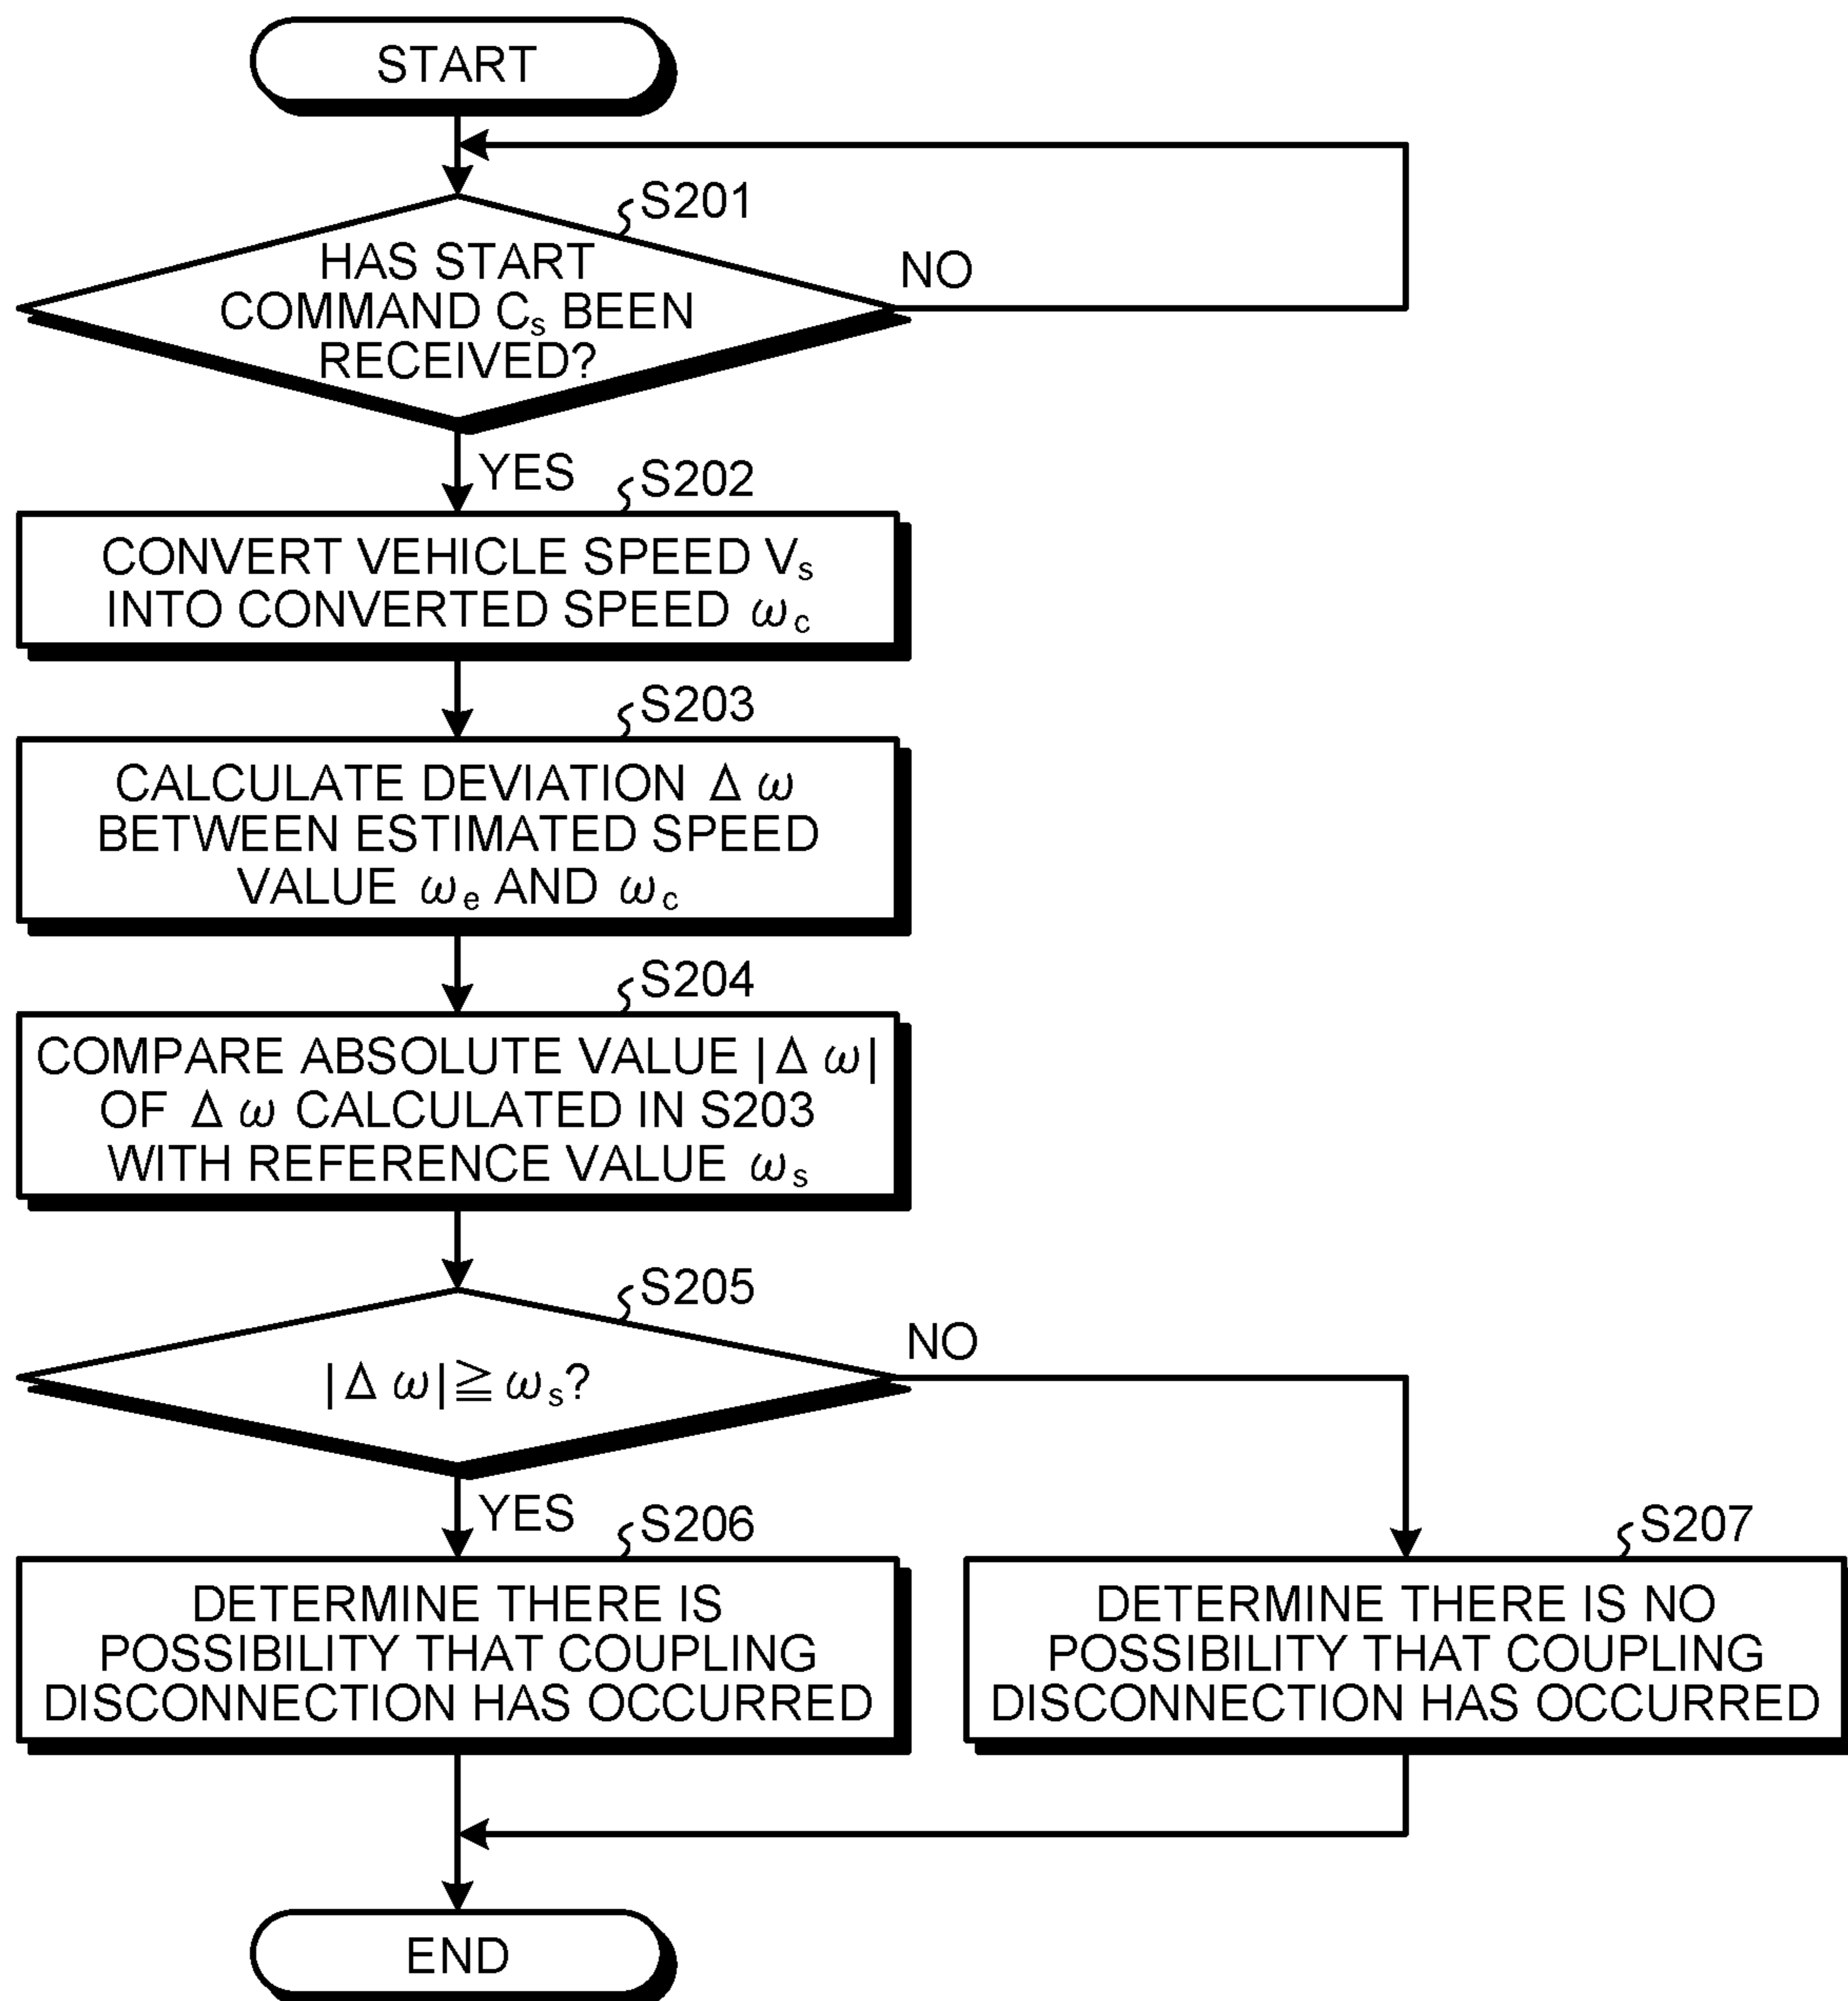 START
S201
HAS START
COMMAND Cs BEEN
RECEIVED?
NO
YES
S202
CONVERT VEHICLE SPEED Vs
INTO CONVERTED SPEED ωc
S203
CALCULATE DEVIATION Δω
BETWEEN ESTIMATED SPEED
VALUE ωe AND ωc
S204
COMPARE ABSOLUTE VALUE |Δω|
OF Δω CALCULATED IN S203
WITH REFERENCE VALUE ωs
S205
|Δω|≧ωs?
NO
YES
S206
DETERMINE THERE IS
POSSIBILITY THAT COUPLING
DISCONNECTION HAS OCCURRED
S207
DETERMINE THERE IS NO
POSSIBILITY THAT COUPLING
DISCONNECTION HAS OCCURRED
END